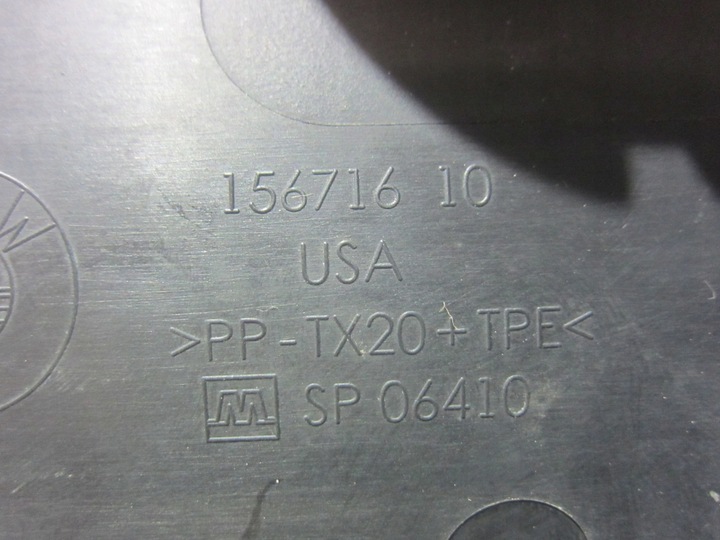 156716 10
USA
>PP-TX20+TPE<
M SP 06410
W